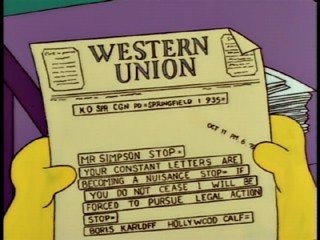 WESTERN
UNION
KO SMR CGN PD=SPRINGFIELD 1 935=
OCT 17 PM 6
MR SIMPSON STOP=
YOUR CONSTANT LETTERS ARE
BECOMING A NUISANCE STOP= IF
YOU DO NOT CEASE I WILL BE
FORCED TO PURSUE LEGAL ACTION
STOP=
BORIS KARLOFF HOLLYWOOD CALF=